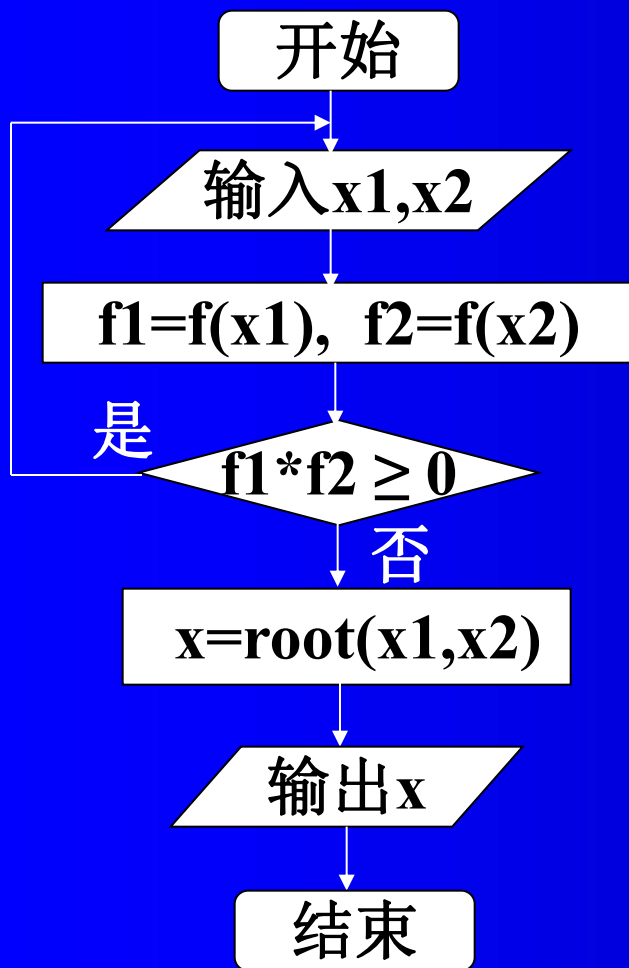 开始
输入x1,x2
f1=f(x1), f2=f(x2)
是
f1*f2 ≥ 0
否
x=root(x1,x2)
输出x
结束